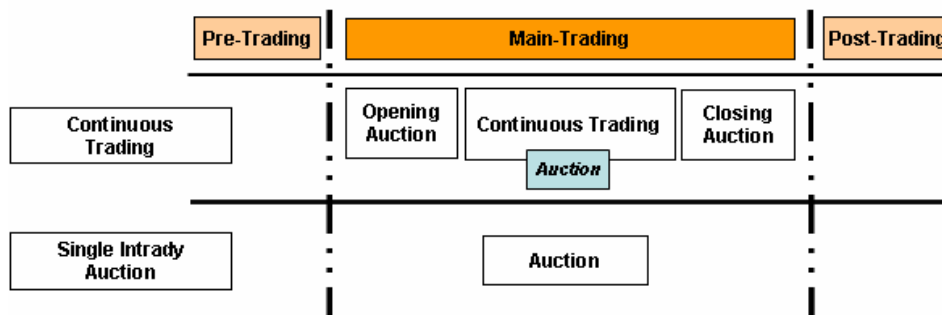 Pre-Trading
Main-Trading
Post-Trading
Continuous
Trading
Opening
Auction
Continuous Trading
Closing
Auction
Auction
Single Intrady
Auction
Auction